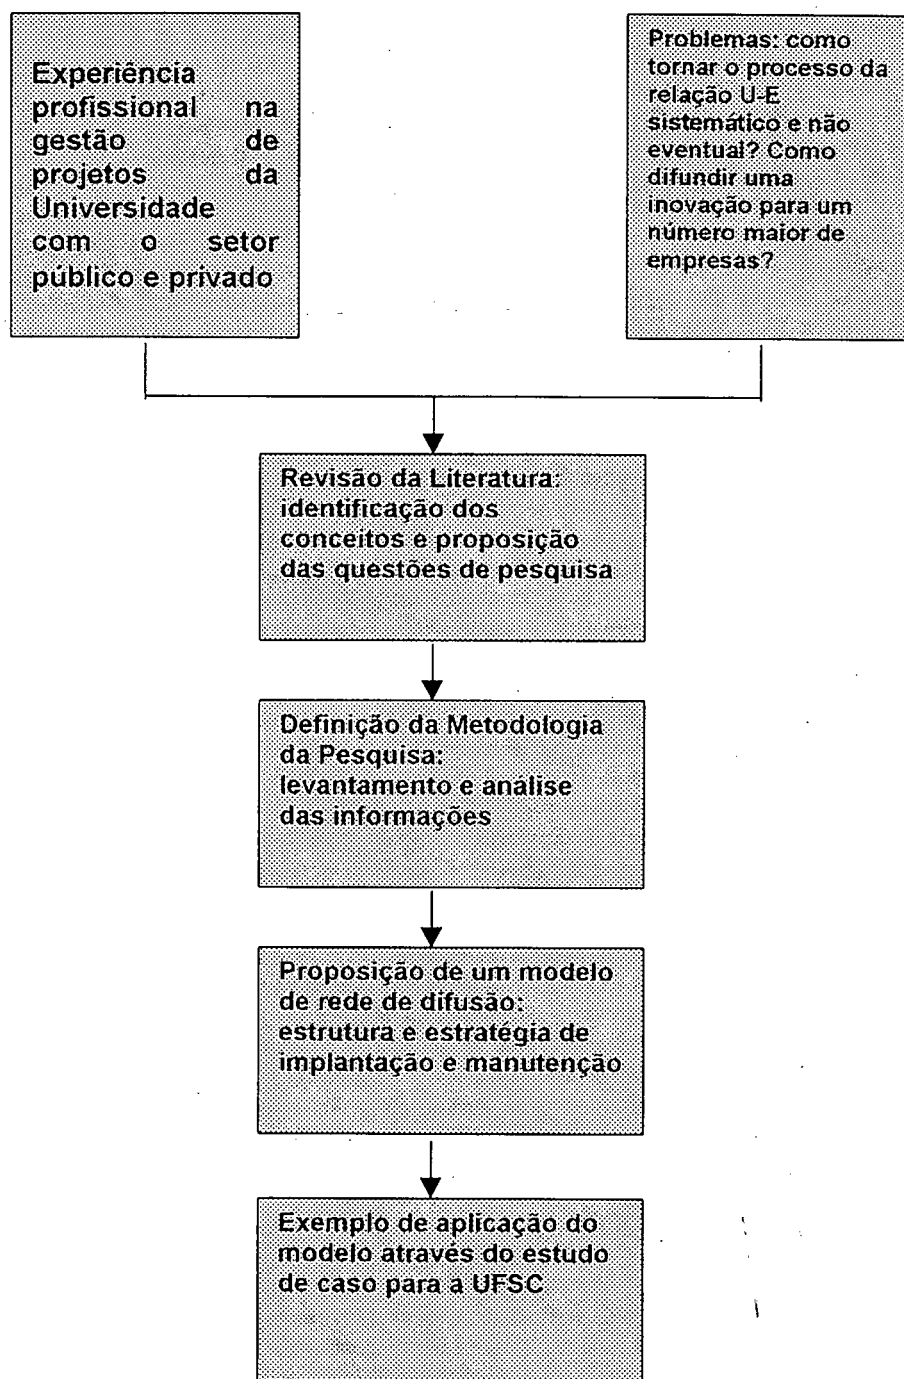 Experiência
profissional na
gestão de
projetos da
Universidade
com o setor
público e privado
Problemas: como
tornar o processo da
relação U-E
sistemático e não
eventual? Como
difundir uma
inovação para um
número maior de
empresas?
Revisão da Literatura:
identificação dos
conceitos e proposição
das questões de pesquisa
Definição da Metodologia
da Pesquisa:
levantamento e análise
das informações
Proposição de um modelo
de rede de difusão:
estrutura e estratégia de
implantação e manutenção
Exemplo de aplicação do
modelo através do estudo
de caso para a UFSC